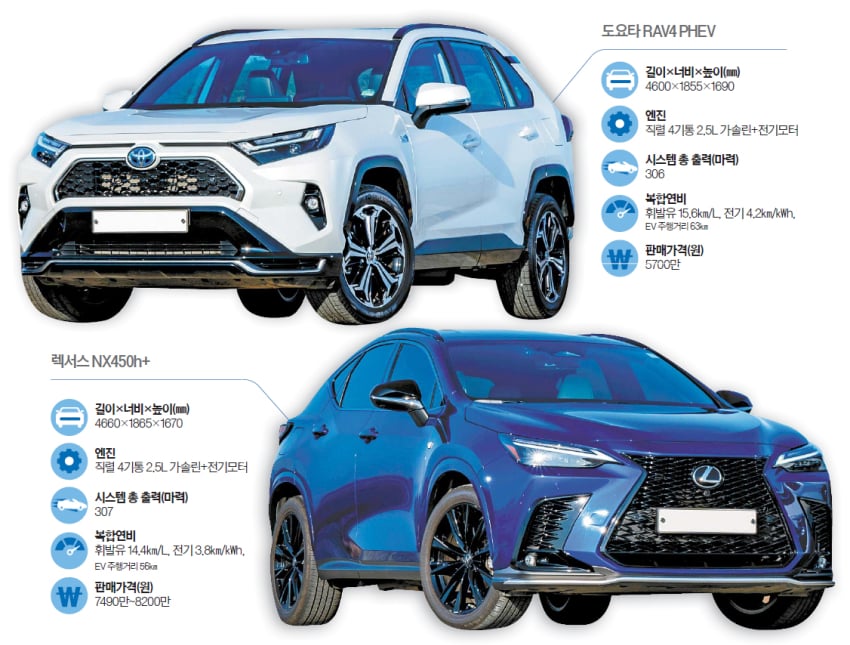 도요타 RAV4 PHEV
길이×너비×높이(㎜)
4600×1855×1690
엔진
직렬 4기통 2.5L 가솔린+전기모터
시스템 총 출력(마력)
306
복합연비
휘발유 15.6㎞/L, 전기 4.2㎞/kWh,
EV 주행거리 63㎞
판매가격(원)
5700만
렉서스 NX450h+
길이×너비×높이(㎜)
4660×1865×1670
엔진
직렬 4기통 2.5L 가솔린+전기모터
시스템 총 출력(마력)
307
복합연비
휘발유 14.4㎞/L, 전기 3.8㎞/kWh,
EV 주행거리 56㎞
판매가격(원)
7490만~8200만